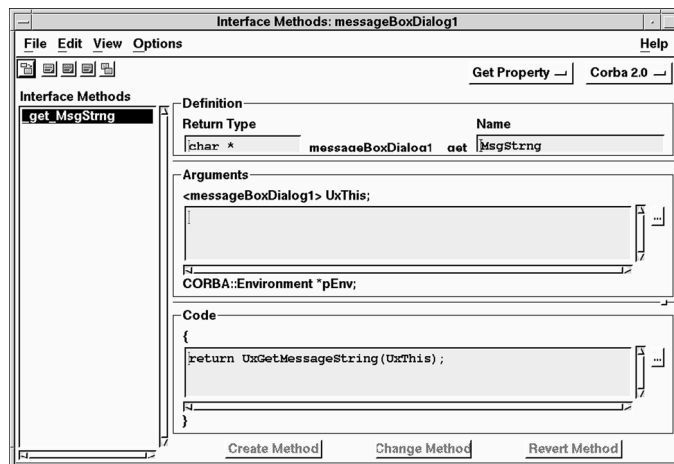 Interface Methods: messageBoxDialog1
File Edit View Options Help
Get Property Corba 2.0
Interface Methods
_get_MsgStrng
Definition
Return Type Name
char * messageBoxDialog1 get MsgStrng
Arguments
<messageBoxDialog1> UxThis;
...
CORBA::Environment *pEnv;
Code
{
return UxGetMessageString(UxThis);
...
}
Create Method Change Method Revert Method